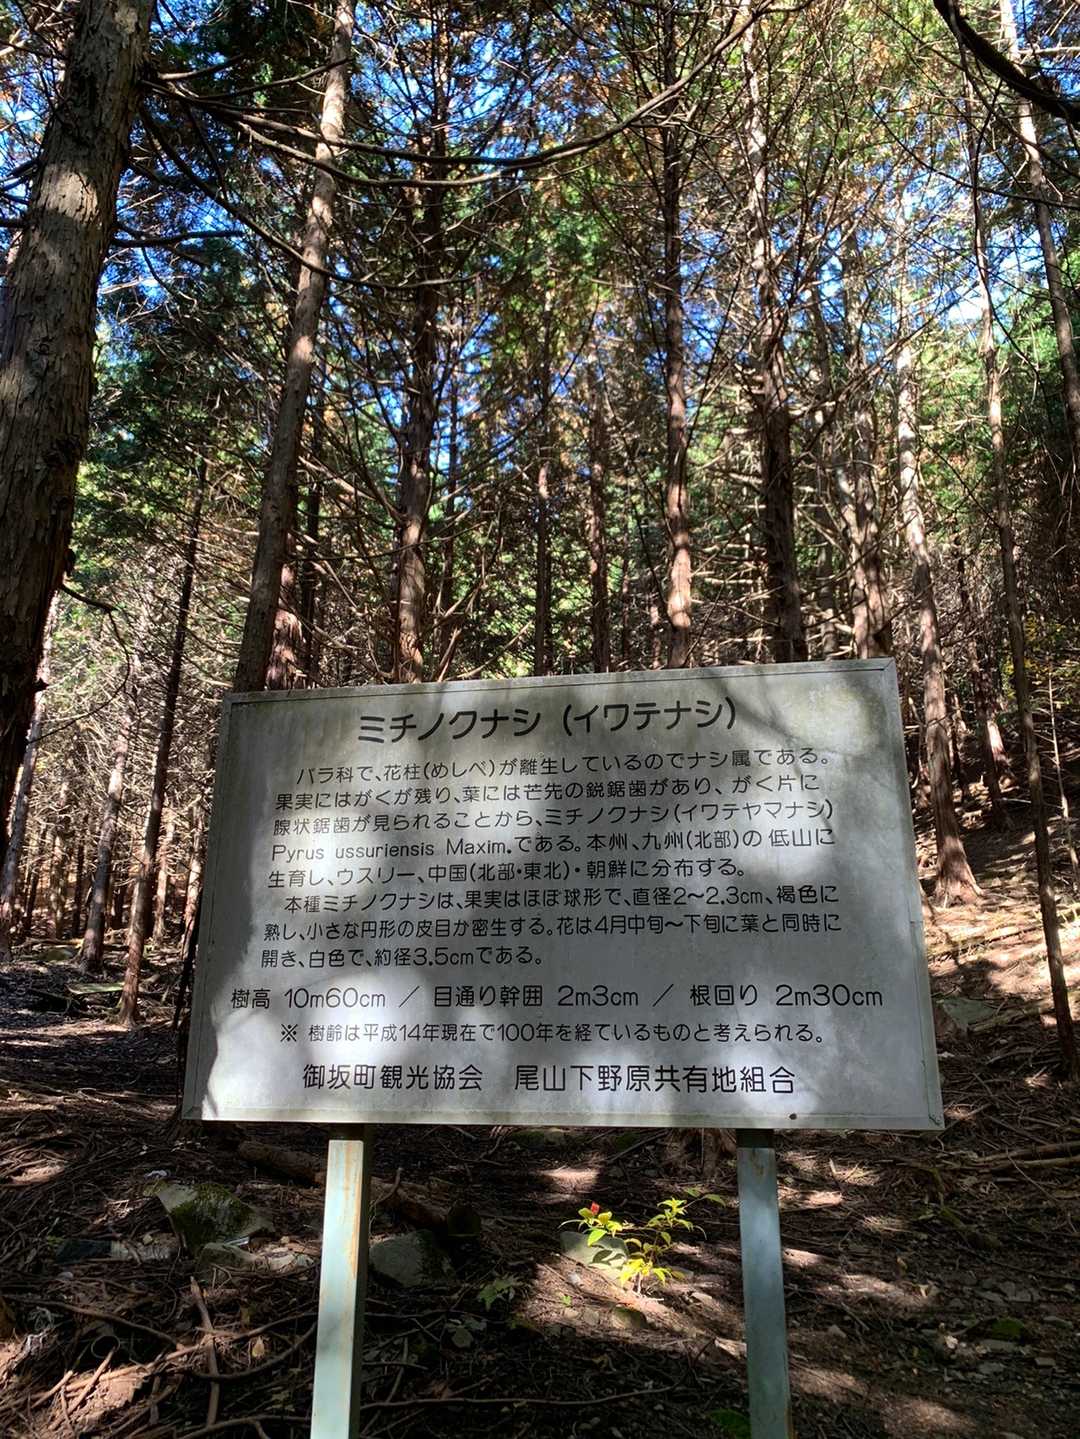 ミチノクナシ (イワテナシ)
バラ科で、花柱(めしべ)が離生しているのでナシ属である。
果実にはがくが残り、葉には芒先の鋭鋸歯があり、がく片に
腺状鋸歯が見られることから、ミチノクナシ(イワテヤマナシ)
Pyrus ussuriensis Maxim.である。本州、九州(北部)の低山に
生育し、ウスリー、中国(北部・東北)・朝鮮に分布する。
本種ミチノクナシは、果実はほぼ球形で、直径2〜2.3cm、褐色に
熟し、小さな円形の皮目が密生する。花は4月中旬〜下旬に葉と同時に
開き、白色で、約径3.5cmである。
樹高 10m60cm / 目通り幹囲 2m3cm / 根回り 2m30cm
※ 樹齢は平成14年現在で100年を経ているものと考えられる。
御坂町観光協会 尾山下野原共有地組合